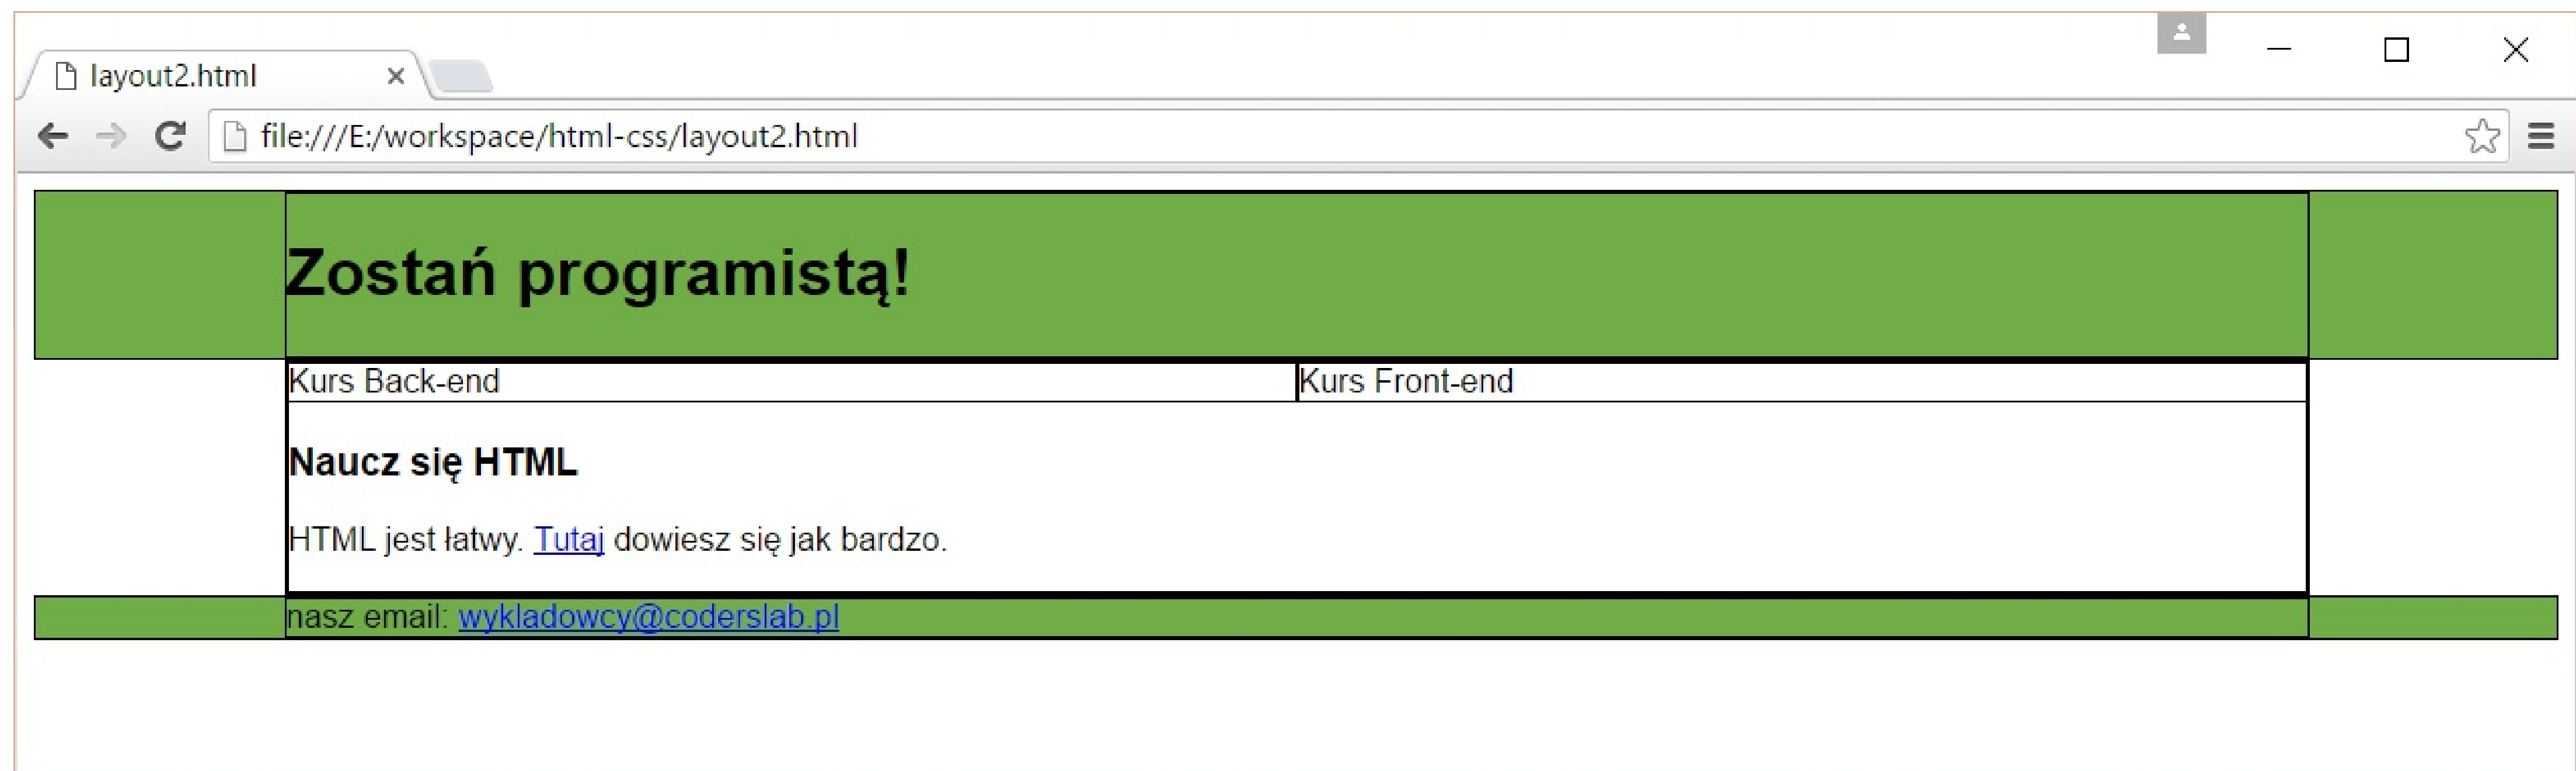 layout2.html
file:///E:/workspace/html-css/layout2.html
Zostań programistą!
Kurs Back-end
Kurs Front-end
Naucz się HTML
HTML jest łatwy. Tutaj dowiesz się jak bardzo.
nasz email: wykladowcy@coderslab.pl